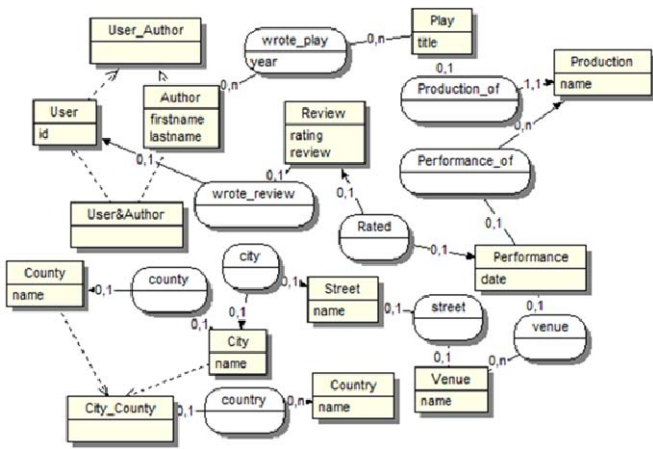 User_Author
wrote_play
year
0,n
Play
title
0,n
0,1
Production_of
1,1
Production
name
User
id
Author
firstname
lastname
0,1
Review
rating
review
0,1
wrote_review
0,n
Performance_of
0,1
User&Author
0,1
Rated
0,1
Performance
date
County
name
0,1
county
city
0,1
0,1
0,1
City
name
Street
name
0,1
street
0,1
0,1
venue
0,n
Venue
name
City_County
0,1
country
0,n
Country
name